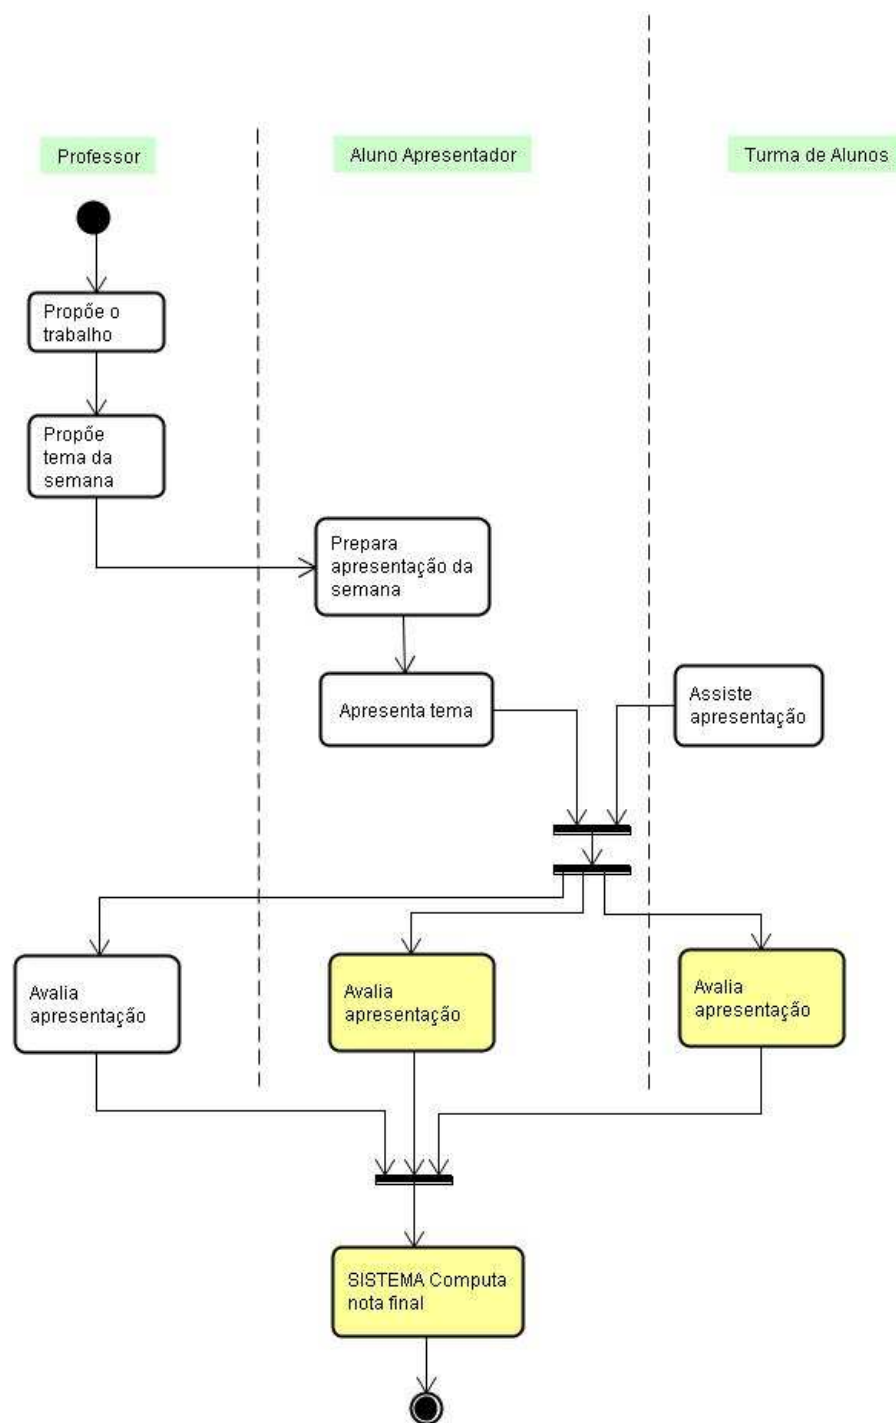 Professor
Aluno Apresentador
Turma de Alunos
Propõe o
trabalho
Propõe
tema da
semana
Prepara
apresentação da
semana
Apresenta tema
Assiste
apresentação
Avalia
apresentação
Avalia
apresentação
Avalia
apresentação
SISTEMA Computa
nota final